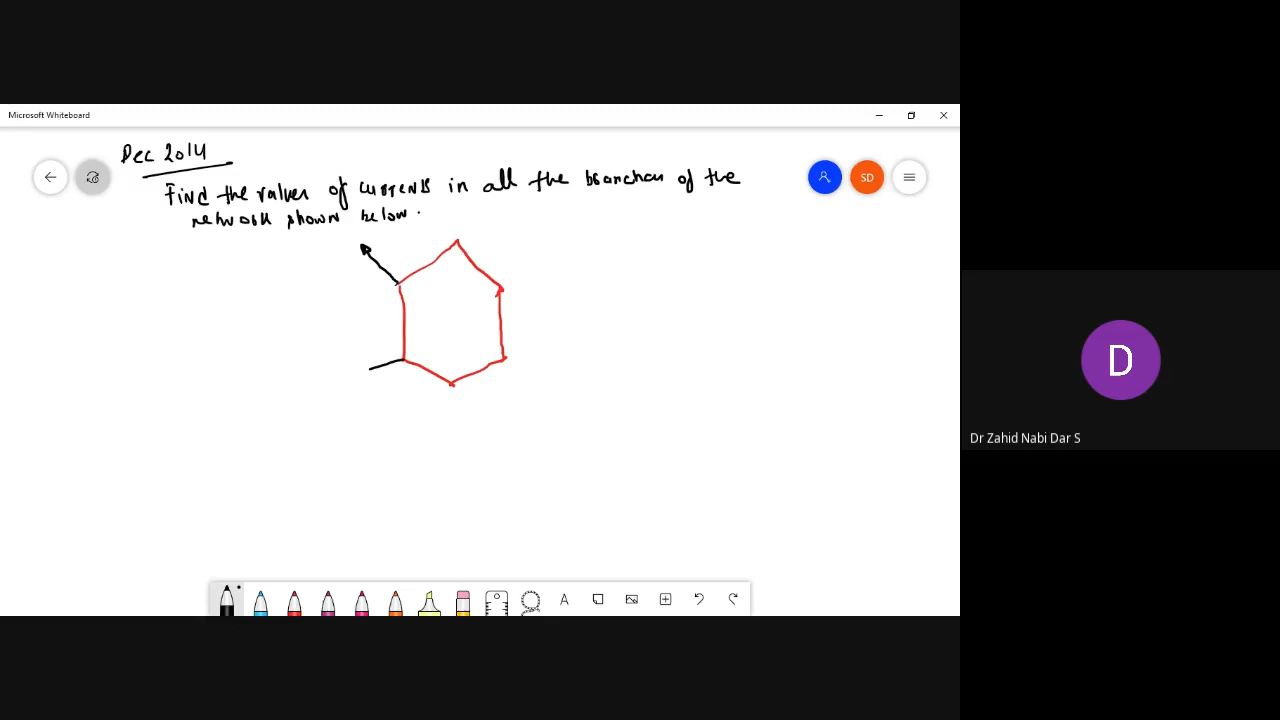 Microsoft Whiteboard
Dec 2014
Find the values of currents in all the branches of the
network shown below.
SD
A
D
Dr Zahid Nabi Dar S